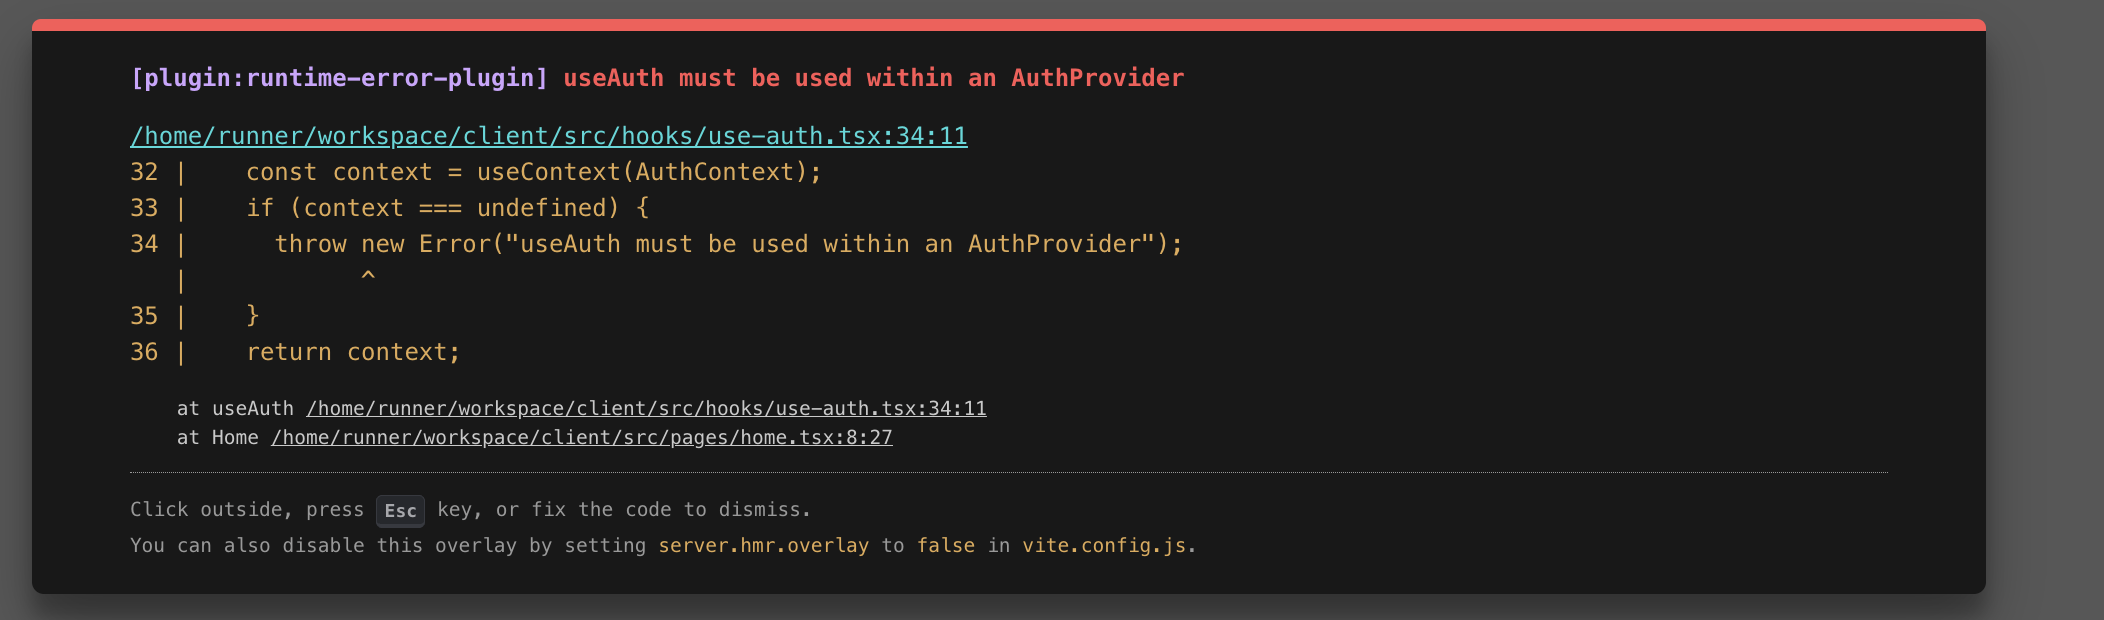 [plugin:runtime-error-plugin] useAuth must be used within an AuthProvider
/home/runner/workspace/client/src/hooks/use-auth.tsx:34:11
32 |    const context = useContext(AuthContext);
33 |    if (context === undefined) {
34 |      throw new Error("useAuth must be used within an AuthProvider");
   |            ^
35 |    }
36 |    return context;
    at useAuth /home/runner/workspace/client/src/hooks/use-auth.tsx:34:11
    at Home /home/runner/workspace/client/src/pages/home.tsx:8:27
Click outside, press Esc key, or fix the code to dismiss.
You can also disable this overlay by setting server.hmr.overlay to false in vite.config.js.